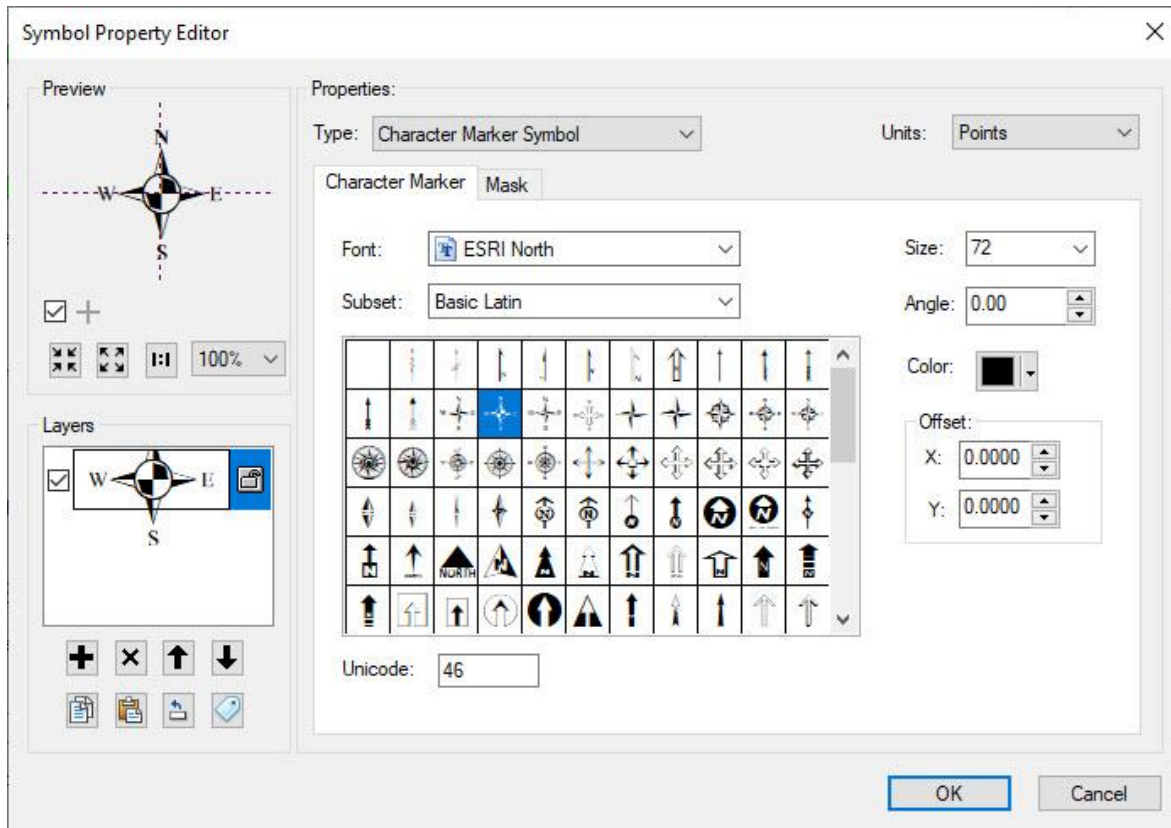 Symbol Property Editor
Preview
N
W E
S
100%
Layers
W E
S
Properties:
Type: Character Marker Symbol
Units: Points
Character Marker Mask
Font: ESRI North
Size: 72
Subset: Basic Latin
Angle: 0.00
Color:
Offset:
X: 0.0000
Y: 0.0000
NORTH
Unicode: 46
OK Cancel